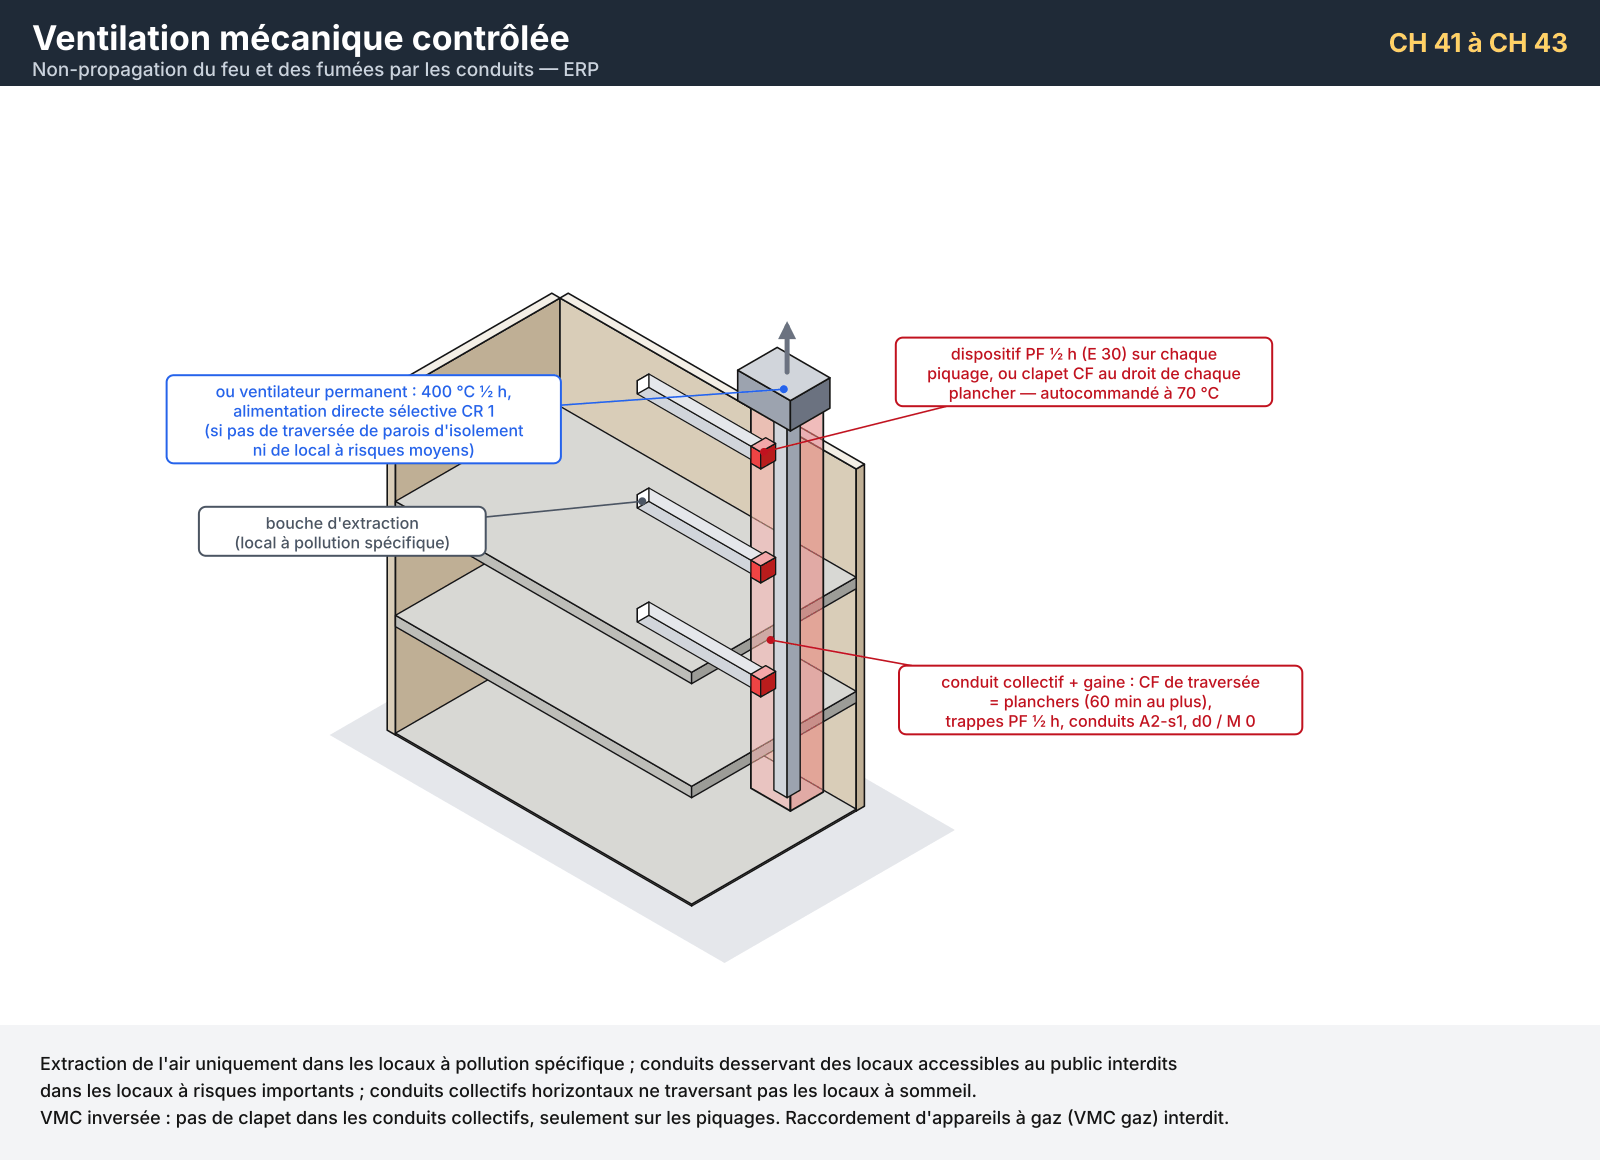 Ventilation mécanique contrôlée
Non-propagation du feu et des fumées par les conduits — ERP
CH 41 à CH 43
dispositif PF ½ h (E 30) sur chaque
piquage, ou clapet CF au droit de chaque
plancher — autocommandé à 70 °C
ou ventilateur permanent : 400 °C ½ h,
alimentation directe sélective CR 1
(si pas de traversée de parois d'isolement
ni de local à risques moyens)
bouche d'extraction
(local à pollution spécifique)
conduit collectif + gaine : CF de traversée
= planchers (60 min au plus),
trappes PF ½ h, conduits A2-s1, d0 / M 0
Extraction de l'air uniquement dans les locaux à pollution spécifique ; conduits desservant des locaux accessibles au public interdits
dans les locaux à risques importants ; conduits collectifs horizontaux ne traversant pas les locaux à sommeil.
VMC inversée : pas de clapet dans les conduits collectifs, seulement sur les piquages. Raccordement d'appareils à gaz (VMC gaz) interdit.